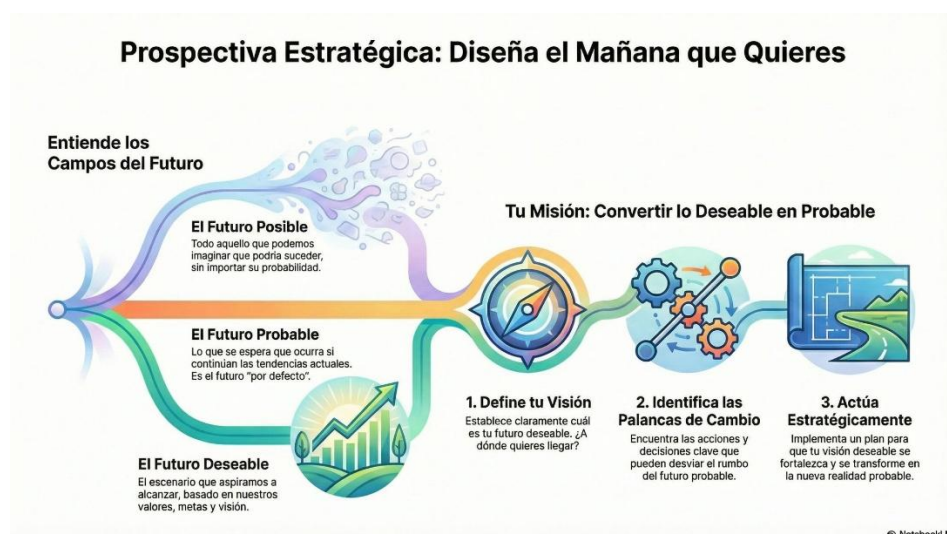 Prospectiva Estratégica: Diseña el Mañana que Quieres
Entiende los
Campos del Futuro
El Futuro Posible
Todo aquello que podemos
imaginar que podría suceder,
sin importar su probabilidad.
El Futuro Probable
Lo que se espera que ocurra si
continúan las tendencias actuales.
Es el futuro "por defecto".
El Futuro Deseable
El escenario que aspiramos a
alcanzar, basado en nuestros
valores, metas y visión.
Tu Misión: Convertir lo Deseable en Probable
1. Define tu Visión
Establece claramente cuál
es tu futuro deseable. ¿A
dónde quieres llegar?
2. Identifica las
Palancas de Cambio
Encuentra las acciones y
decisiones clave que
pueden desviar el rumbo
del futuro probable.
3. Actúa
Estratégicamente
Implementa un plan para
que tu visión deseable se
fortalezca y se transforme en
la nueva realidad probable.